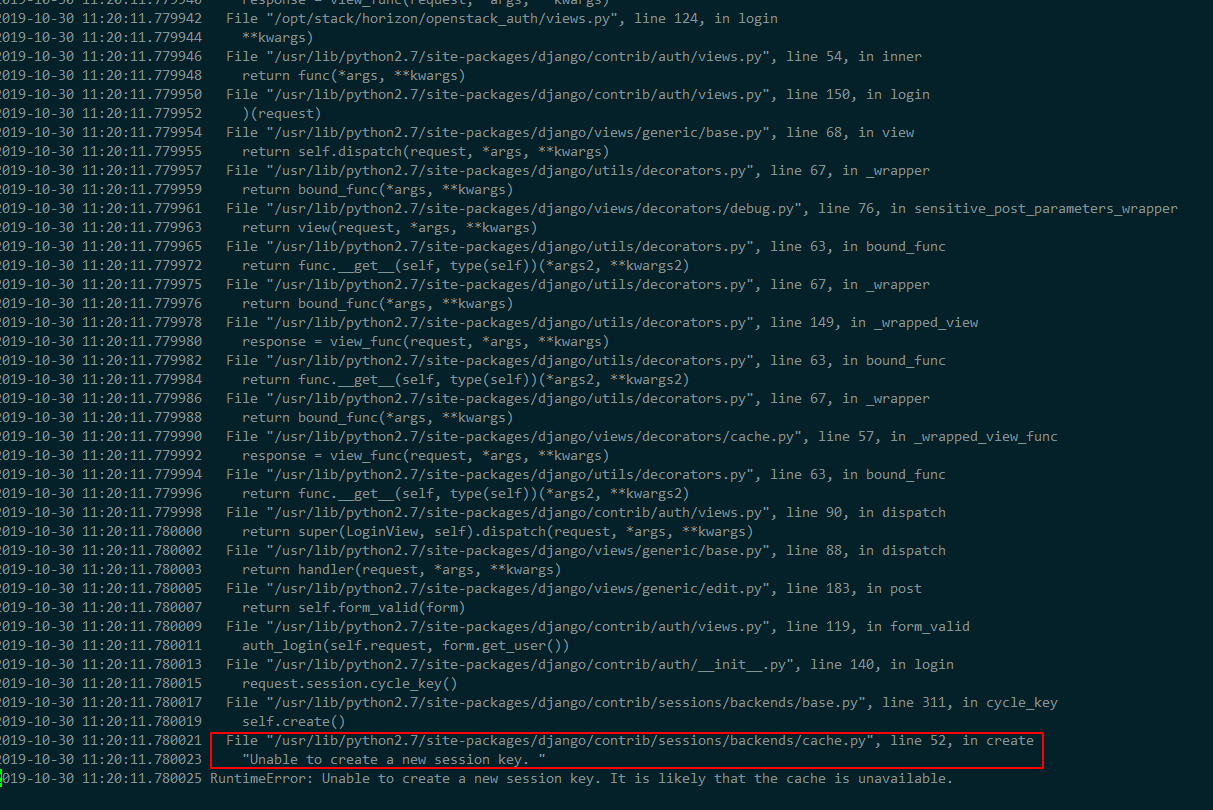 2019-10-30 11:20:11.779940   response = view_func(request, *args, **kwargs)
2019-10-30 11:20:11.779942   File "/opt/stack/horizon/openstack_auth/views.py", line 124, in login
2019-10-30 11:20:11.779944     **kwargs)
2019-10-30 11:20:11.779946   File "/usr/lib/python2.7/site-packages/django/contrib/auth/views.py", line 54, in inner
2019-10-30 11:20:11.779948     return func(*args, **kwargs)
2019-10-30 11:20:11.779950   File "/usr/lib/python2.7/site-packages/django/contrib/auth/views.py", line 150, in login
2019-10-30 11:20:11.779952     )(request)
2019-10-30 11:20:11.779954   File "/usr/lib/python2.7/site-packages/django/views/generic/base.py", line 68, in view
2019-10-30 11:20:11.779955     return self.dispatch(request, *args, **kwargs)
2019-10-30 11:20:11.779957   File "/usr/lib/python2.7/site-packages/django/utils/decorators.py", line 67, in _wrapper
2019-10-30 11:20:11.779959     return bound_func(*args, **kwargs)
2019-10-30 11:20:11.779961   File "/usr/lib/python2.7/site-packages/django/views/decorators/debug.py", line 76, in sensitive_post_parameters_wrapper
2019-10-30 11:20:11.779963     return view(request, *args, **kwargs)
2019-10-30 11:20:11.779965   File "/usr/lib/python2.7/site-packages/django/utils/decorators.py", line 63, in bound_func
2019-10-30 11:20:11.779972     return func.__get__(self, type(self))(*args2, **kwargs2)
2019-10-30 11:20:11.779975   File "/usr/lib/python2.7/site-packages/django/utils/decorators.py", line 67, in _wrapper
2019-10-30 11:20:11.779976     return bound_func(*args, **kwargs)
2019-10-30 11:20:11.779978   File "/usr/lib/python2.7/site-packages/django/utils/decorators.py", line 149, in _wrapped_view
2019-10-30 11:20:11.779980     response = view_func(request, *args, **kwargs)
2019-10-30 11:20:11.779982   File "/usr/lib/python2.7/site-packages/django/utils/decorators.py", line 63, in bound_func
2019-10-30 11:20:11.779984     return func.__get__(self, type(self))(*args2, **kwargs2)
2019-10-30 11:20:11.779986   File "/usr/lib/python2.7/site-packages/django/utils/decorators.py", line 67, in _wrapper
2019-10-30 11:20:11.779988     return bound_func(*args, **kwargs)
2019-10-30 11:20:11.779990   File "/usr/lib/python2.7/site-packages/django/views/decorators/cache.py", line 57, in _wrapped_view_func
2019-10-30 11:20:11.779992     response = view_func(request, *args, **kwargs)
2019-10-30 11:20:11.779994   File "/usr/lib/python2.7/site-packages/django/utils/decorators.py", line 63, in bound_func
2019-10-30 11:20:11.779996     return func.__get__(self, type(self))(*args2, **kwargs2)
2019-10-30 11:20:11.779998   File "/usr/lib/python2.7/site-packages/django/contrib/auth/views.py", line 90, in dispatch
2019-10-30 11:20:11.780000     return super(LoginView, self).dispatch(request, *args, **kwargs)
2019-10-30 11:20:11.780002   File "/usr/lib/python2.7/site-packages/django/views/generic/base.py", line 88, in dispatch
2019-10-30 11:20:11.780003     return handler(request, *args, **kwargs)
2019-10-30 11:20:11.780005   File "/usr/lib/python2.7/site-packages/django/views/generic/edit.py", line 183, in post
2019-10-30 11:20:11.780007     return self.form_valid(form)
2019-10-30 11:20:11.780009   File "/usr/lib/python2.7/site-packages/django/contrib/auth/views.py", line 119, in form_valid
2019-10-30 11:20:11.780011     auth_login(self.request, form.get_user())
2019-10-30 11:20:11.780013   File "/usr/lib/python2.7/site-packages/django/contrib/auth/__init__.py", line 140, in login
2019-10-30 11:20:11.780015     request.session.cycle_key()
2019-10-30 11:20:11.780017   File "/usr/lib/python2.7/site-packages/django/contrib/sessions/backends/base.py", line 311, in cycle_key
2019-10-30 11:20:11.780019     self.create()
2019-10-30 11:20:11.780021   File "/usr/lib/python2.7/site-packages/django/contrib/sessions/backends/cache.py", line 52, in create
2019-10-30 11:20:11.780023     "Unable to create a new session key. "
2019-10-30 11:20:11.780025 RuntimeError: Unable to create a new session key. It is likely that the cache is unavailable.